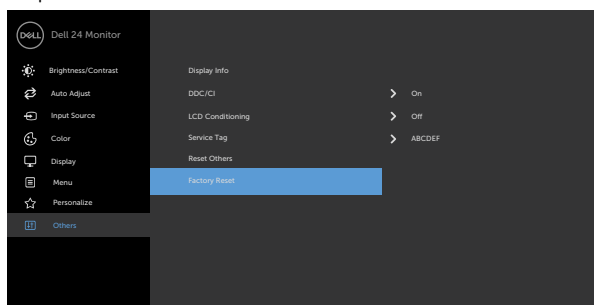 DELL Dell 24 Monitor
Brightness/Contrast
Auto Adjust
Input Source
Color
Display
Menu
Personalize
Others
Display Info
DDC/CI On
LCD Conditioning Off
Service Tag ABCDEF
Reset Others
Factory Reset